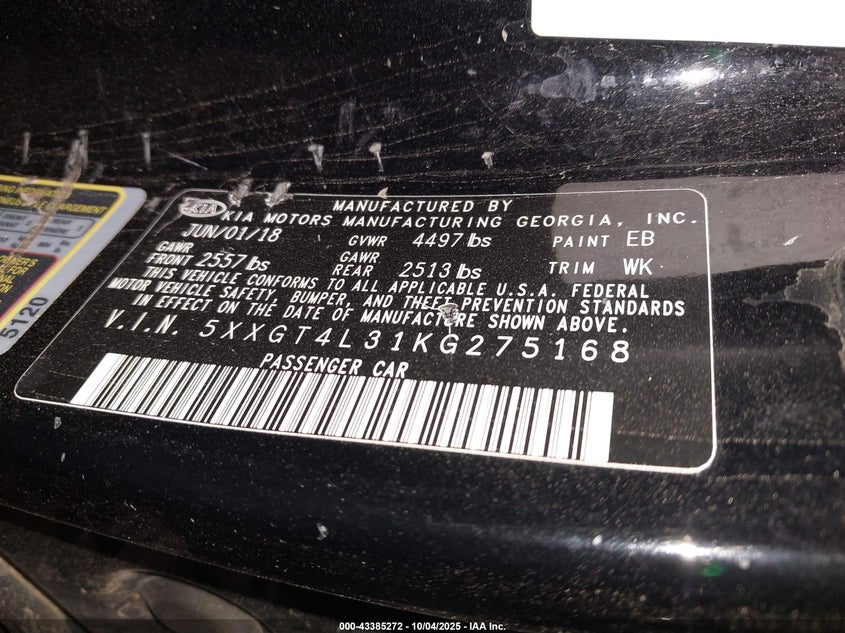 MANUFACTURED BY
KIA KIA MOTORS MANUFACTURING GEORGIA, INC.
JUN/01/18 GVWR 4497 lbs PAINT EB
GAWR GAWR
FRONT 2557 lbs REAR 2513 lbs TRIM WK
THIS VEHICLE CONFORMS TO ALL APPLICABLE U.S.A. FEDERAL
MOTOR VEHICLE SAFETY, BUMPER, AND THEFT PREVENTION STANDARDS
IN EFFECT ON THE DATE OF MANUFACTURE SHOWN ABOVE.
V.I.N. 5XXGT4L31KG275168
PASSENGER CAR
5120
000-43385272 - 10/04/2025 - IAA Inc.